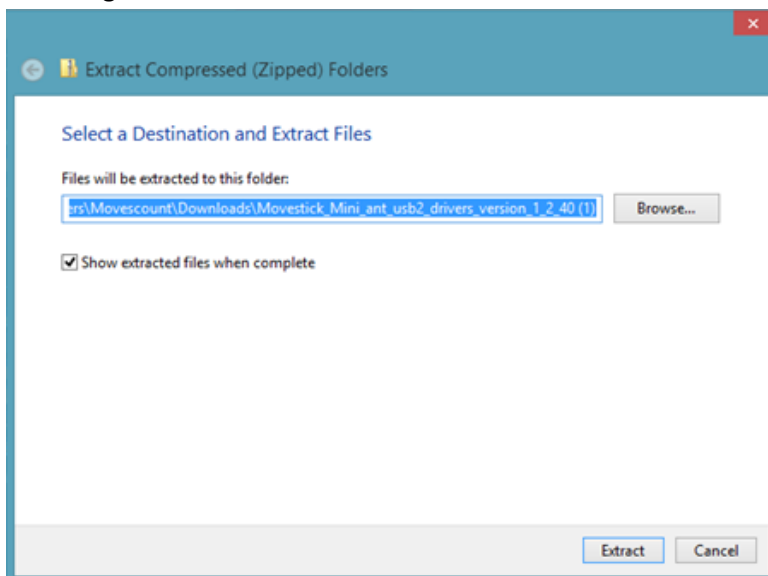 Extract Compressed (Zipped) Folders
Select a Destination and Extract Files
Files will be extracted to this folder:
ers\Movescount\Downloads\Movestick_Mini_ant_usb2_drivers_version_1_2_40 (1)
Browse...
Show extracted files when complete
Extract
Cancel